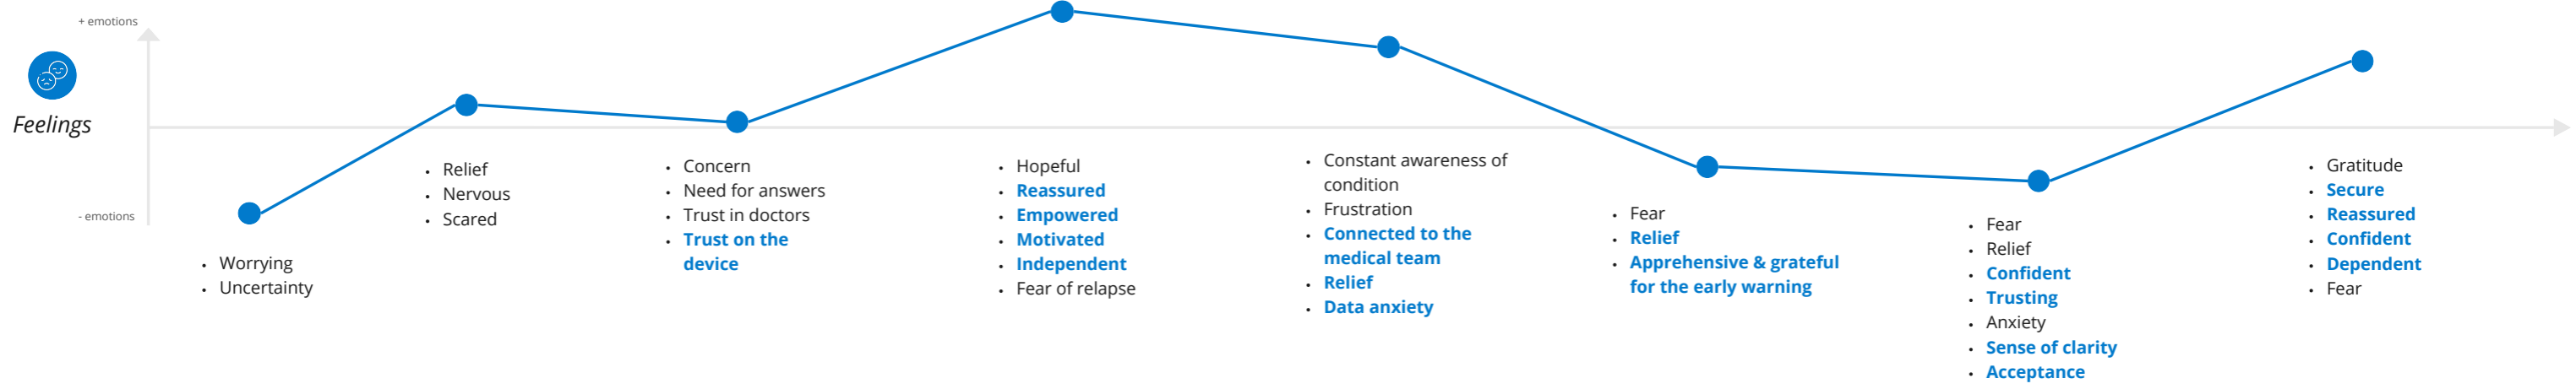 + emotions
Feelings
- emotions
• Worrying
• Uncertainty
• Relief
• Nervous
• Scared
• Concern
• Need for answers
• Trust in doctors
• Trust on the
device
• Hopeful
• Reassured
• Empowered
• Motivated
• Independent
• Fear of relapse
• Constant awareness of
condition
• Frustration
• Connected to the
medical team
• Relief
• Data anxiety
• Fear
• Relief
• Apprehensive & grateful
for the early warning
• Fear
• Relief
• Confident
• Trusting
• Anxiety
• Sense of clarity
• Acceptance
• Gratitude
• Secure
• Reassured
• Confident
• Dependent
• Fear